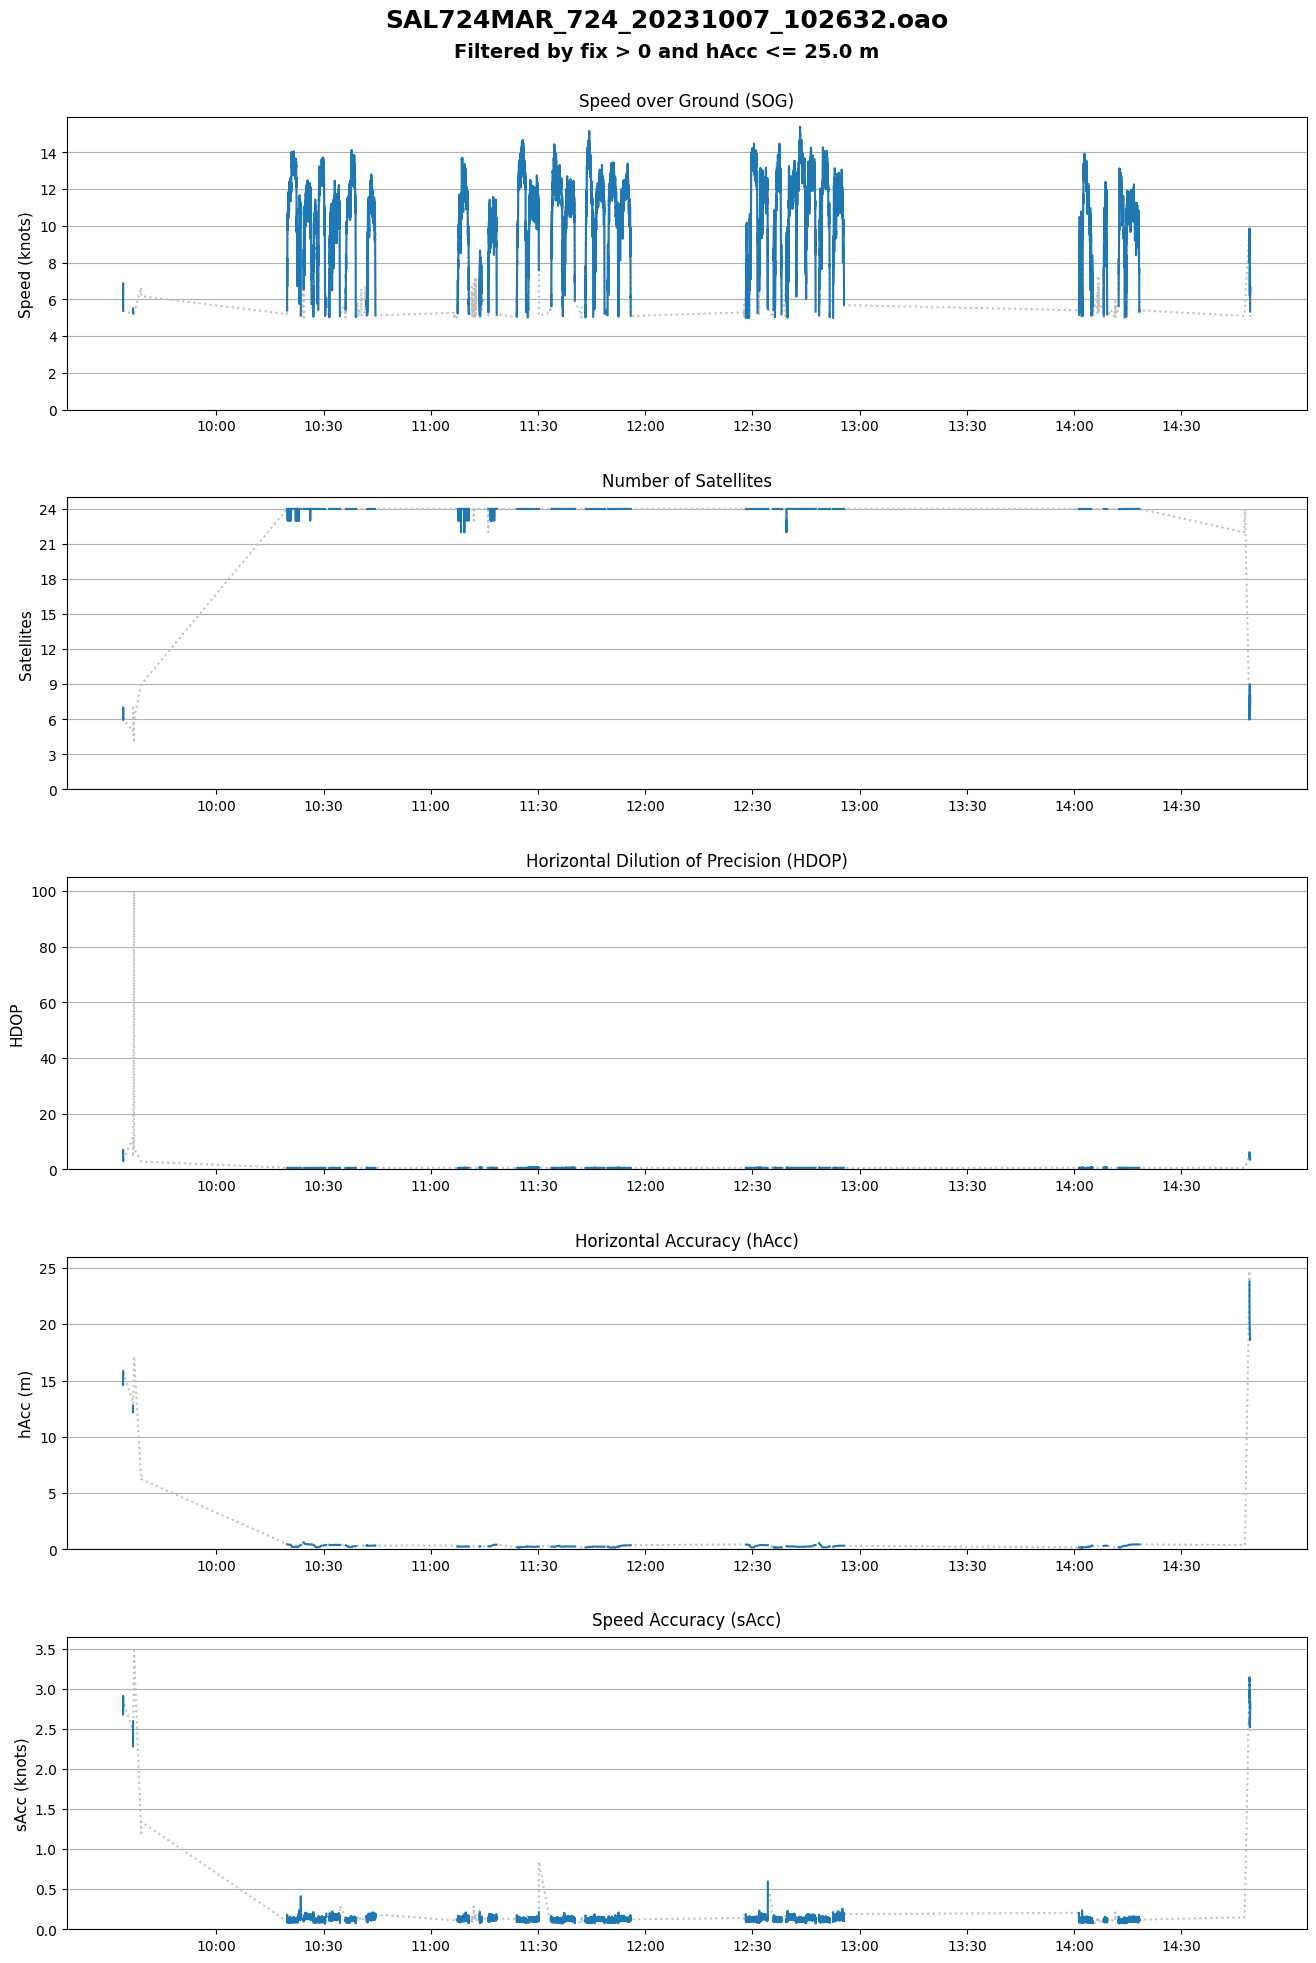 SAL724MAR_724_20231007_102632.oao
Filtered by fix > 0 and hAcc <= 25.0 m
Speed over Ground (SOG)
Speed (knots)
14
12
10
8
6
4
2
0
10:00 10:30 11:00 11:30 12:00 12:30 13:00 13:30 14:00 14:30
Number of Satellites
Satellites
24
21
18
15
12
9
6
3
0
10:00 10:30 11:00 11:30 12:00 12:30 13:00 13:30 14:00 14:30
Horizontal Dilution of Precision (HDOP)
HDOP
100
80
60
40
20
0
10:00 10:30 11:00 11:30 12:00 12:30 13:00 13:30 14:00 14:30
Horizontal Accuracy (hAcc)
hAcc (m)
25
20
15
10
5
0
10:00 10:30 11:00 11:30 12:00 12:30 13:00 13:30 14:00 14:30
Speed Accuracy (sAcc)
sAcc (knots)
3.5
3.0
2.5
2.0
1.5
1.0
0.5
0.0
10:00 10:30 11:00 11:30 12:00 12:30 13:00 13:30 14:00 14:30